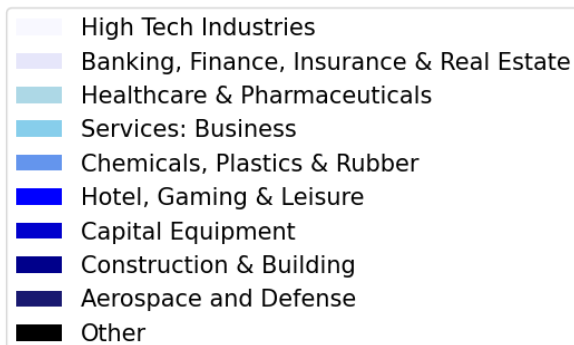 High Tech Industries
Banking, Finance, Insurance & Real Estate
Healthcare & Pharmaceuticals
Services: Business
Chemicals, Plastics & Rubber
Hotel, Gaming & Leisure
Capital Equipment
Construction & Building
Aerospace and Defense
Other